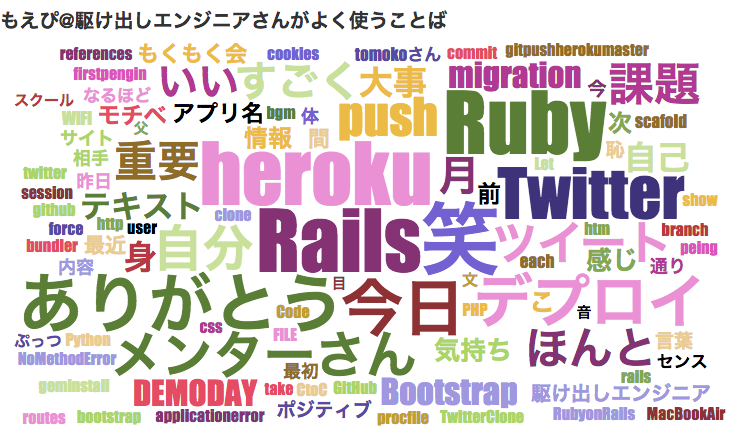 もえぴ@駆け出しエンジニアさんがよく使うことば
references もくもく会 cookies tomokoさん commit gitpushherokumaster
firstpengin いい すごく 大事 migration 今 課題
スクール なるほど モチベ アプリ名 bgm 体 push Ruby 次 scafold
WiFi 父 情報 間 恥 自己
サイト 相手 重要 heroku 月 前 Twitter Let
twitter 昨日 session テキスト clone 笑 show
github force http user 自分 Rails ツイート htm branch
bundler 最近 身 each 感じ peing
内容 ありがとう 目 今日 文 デプロイ 通り
ぷっつ Python css Code FILE PHP こ 音
NoMethodError メンターさん 最初 気持ち ほんと 言葉 センス
geminstall DEMODAY take CtoC GitHub Bootstrap rails 駆け出しエンジニア
routes bootstrap applicationerror ポジティブ procfile TwitterClone RubyonRails MacBookAir